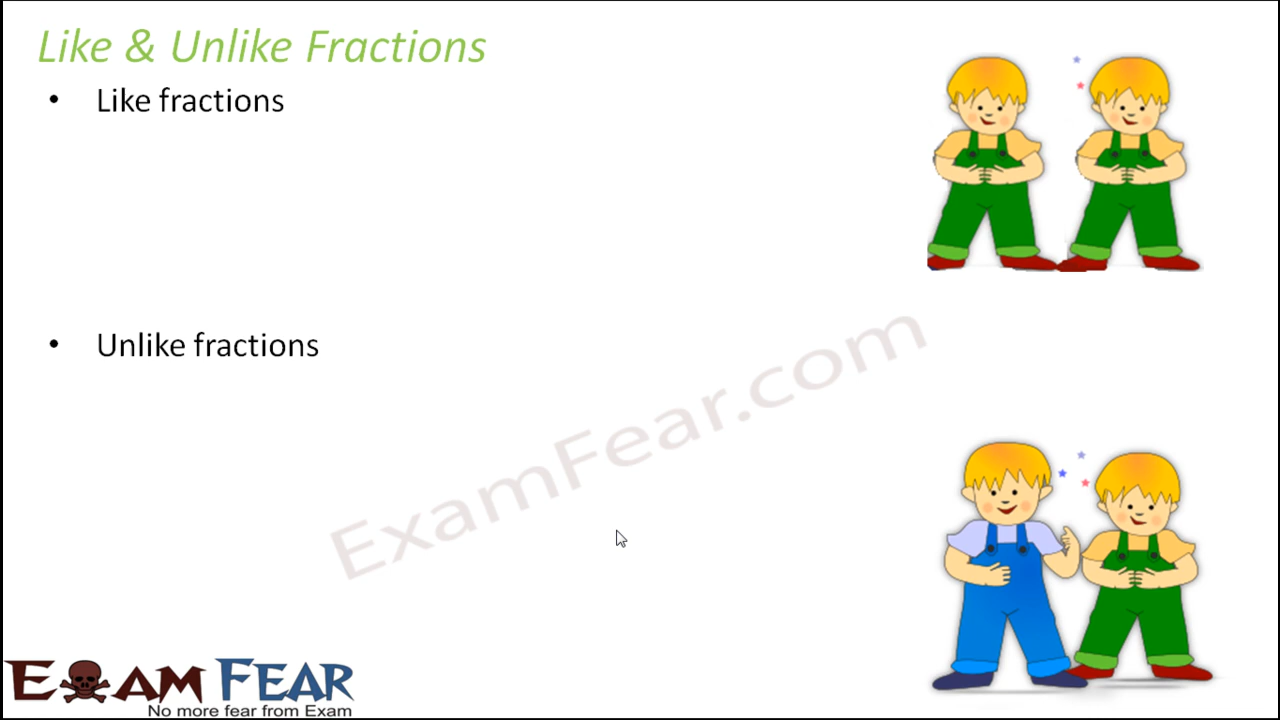 Like & Unlike Fractions
• Like fractions
• Unlike fractions
ExamFear.com
EXAM FEAR
No more fear from Exam